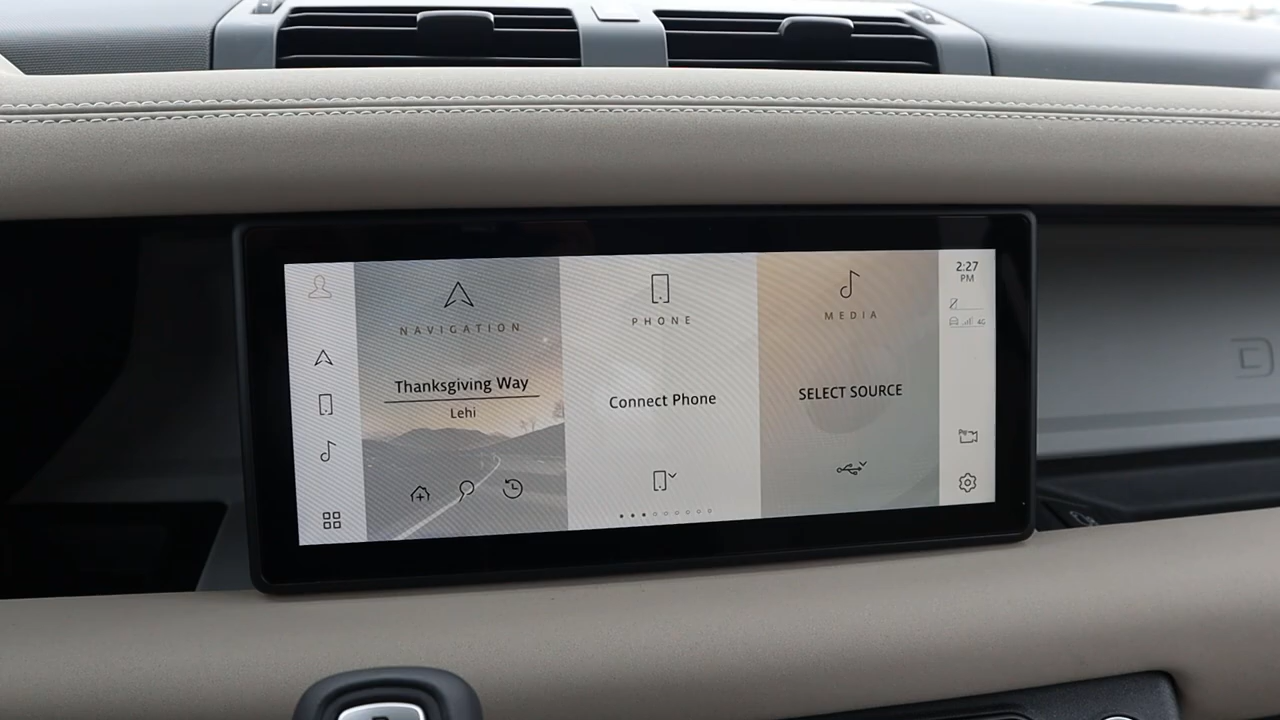 NAVIGATION
Thanksgiving Way
Lehi
PHONE
Connect Phone
MEDIA
SELECT SOURCE
2:27
PM
4G